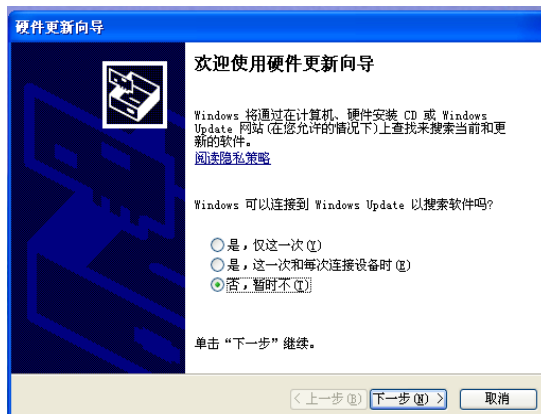 硬件更新向导
欢迎使用硬件更新向导
Windows 将通过在计算机、硬件安装 CD 或 Windows
Update 网站(在您允许的情况下)上查找来搜索当前和更
新的软件。
阅读隐私策略
Windows 可以连接到 Windows Update 以搜索软件吗?
是，仅这一次(Y)
是，这一次和每次连接设备时(E)
否，暂时不(T)
单击“下一步”继续。
< 上一步(B) 下一步(N) > 取消